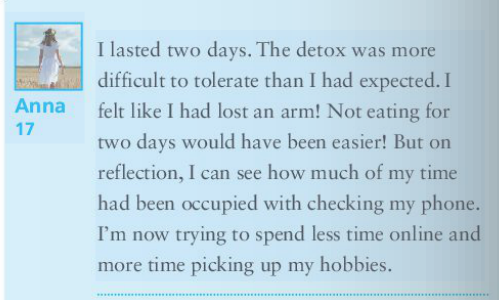 Anna
17
I lasted two days. The detox was more
difficult to tolerate than I had expected. I
felt like I had lost an arm! Not eating for
two days would have been easier! But on
reflection, I can see how much of my time
had been occupied with checking my phone.
I'm now trying to spend less time online and
more time picking up my hobbies.